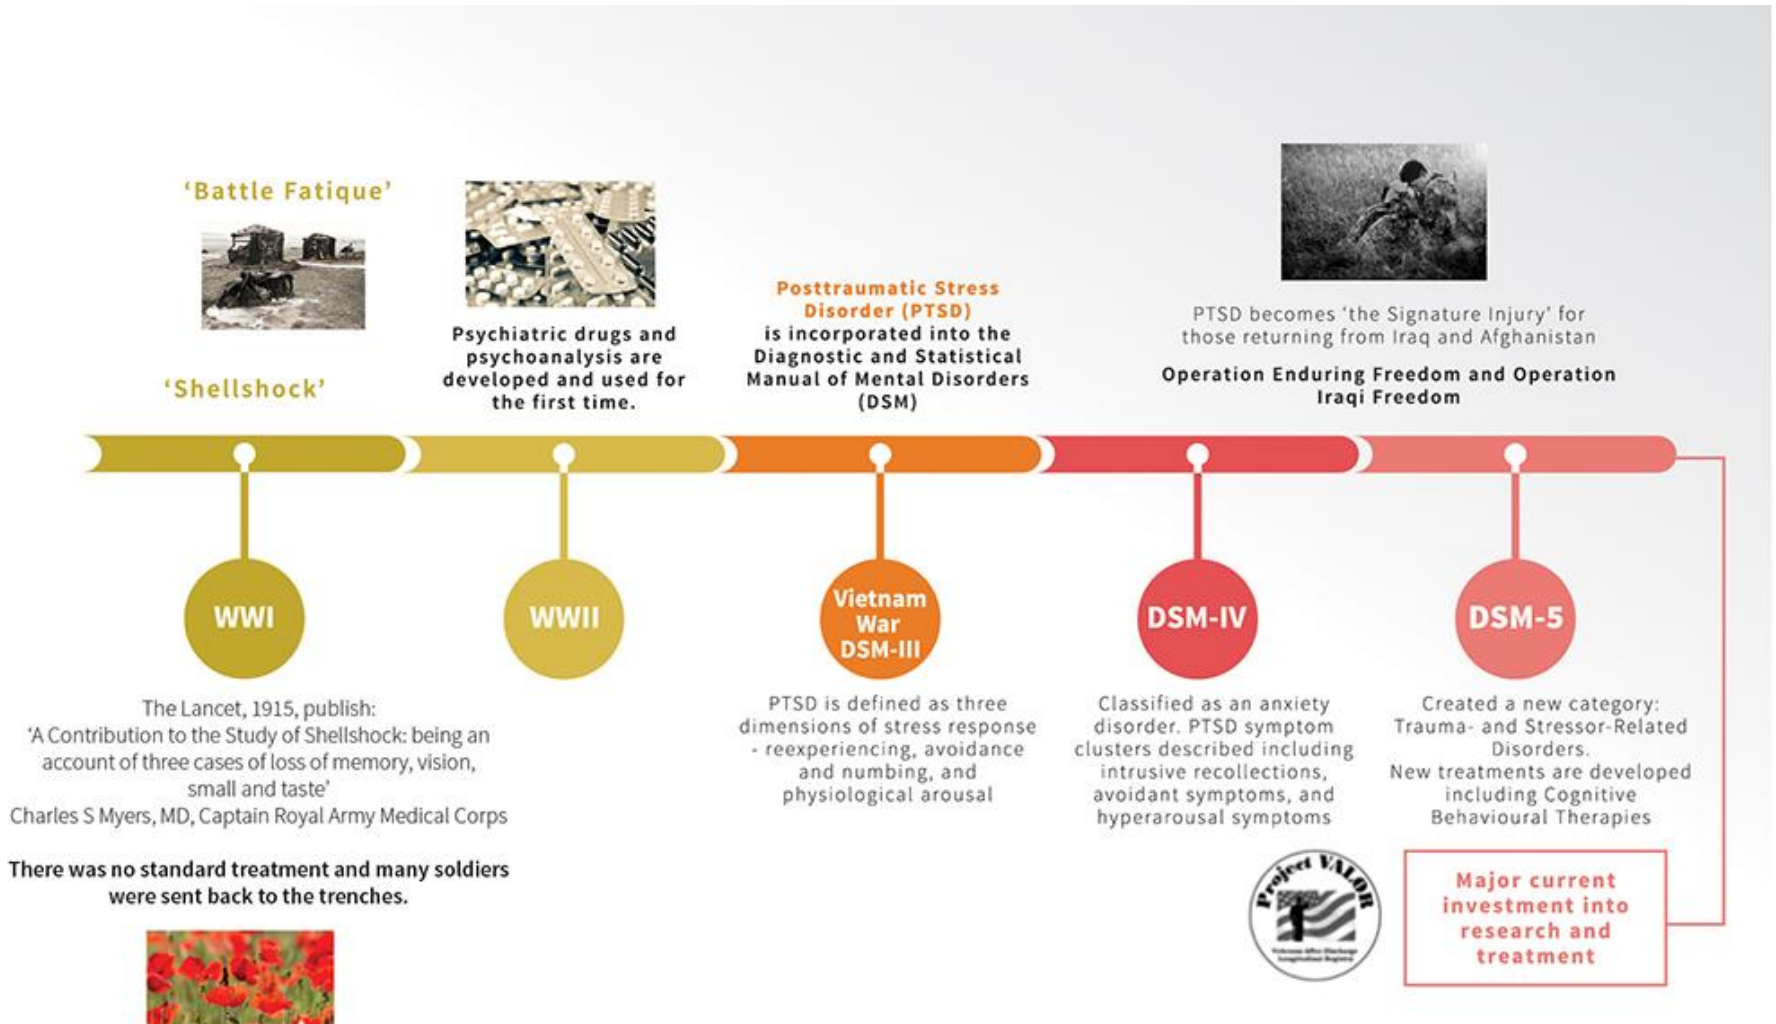 'Battle Fatique'
'Shellshock'
Psychiatric drugs and
psychoanalysis are
developed and used for
the first time.
Posttraumatic Stress
Disorder (PTSD)
is incorporated into the
Diagnostic and Statistical
Manual of Mental Disorders
(DSM)
PTSD becomes 'the Signature Injury' for
those returning from Iraq and Afghanistan
Operation Enduring Freedom and Operation
Iraqi Freedom
WWI
WWII
Vietnam
War
DSM-III
DSM-IV
DSM-5
The Lancet, 1915, publish:
'A Contribution to the Study of Shellshock: being an
account of three cases of loss of memory, vision,
small and taste'
Charles S Myers, MD, Captain Royal Army Medical Corps
There was no standard treatment and many soldiers
were sent back to the trenches.
PTSD is defined as three
dimensions of stress response
- reexperiencing, avoidance
and numbing, and
physiological arousal
Classified as an anxiety
disorder. PTSD symptom
clusters described including
intrusive recollections,
avoidant symptoms, and
hyperarousal symptoms
Created a new category:
Trauma- and Stressor-Related
Disorders.
New treatments are developed
including Cognitive
Behavioural Therapies
Project VALOR
Veterans After Discharge
Longitudinal Registry
Major current
investment into
research and
treatment